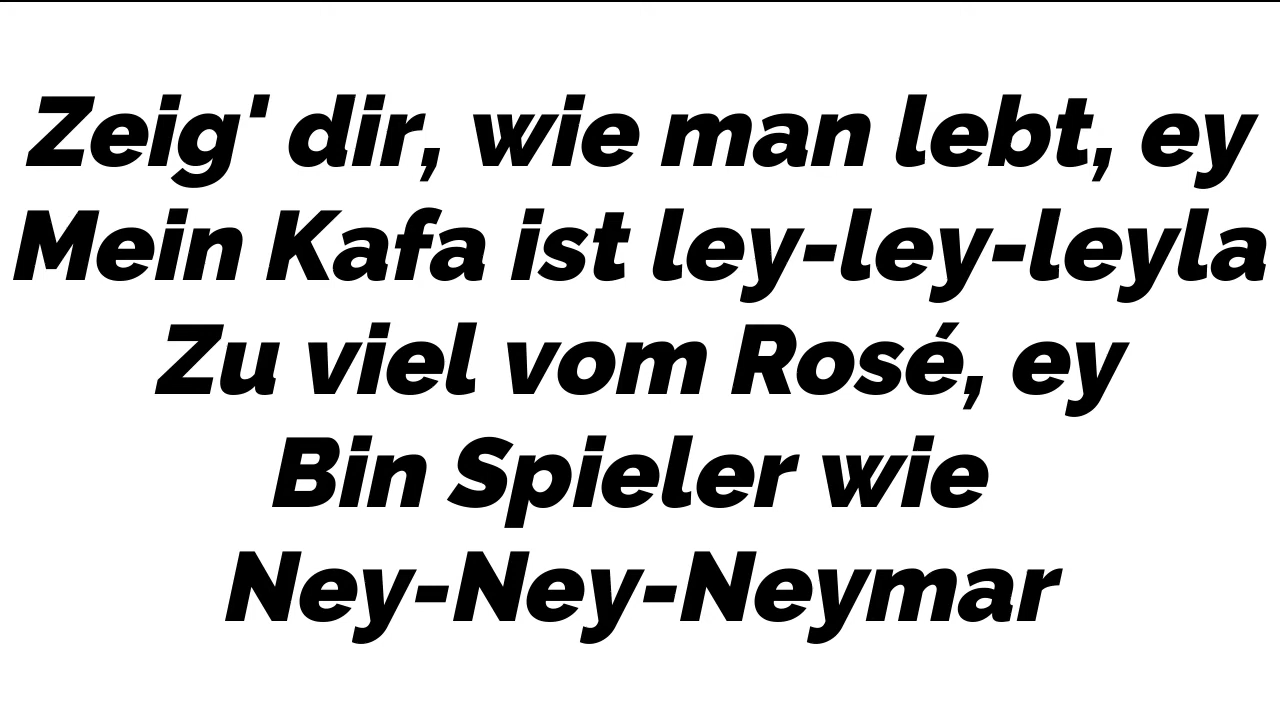 Zeig' dir, wie man lebt, ey
Mein Kafa ist ley-ley-leyla
Zu viel vom Rosé, ey
Bin Spieler wie
Ney-Ney-Neymar